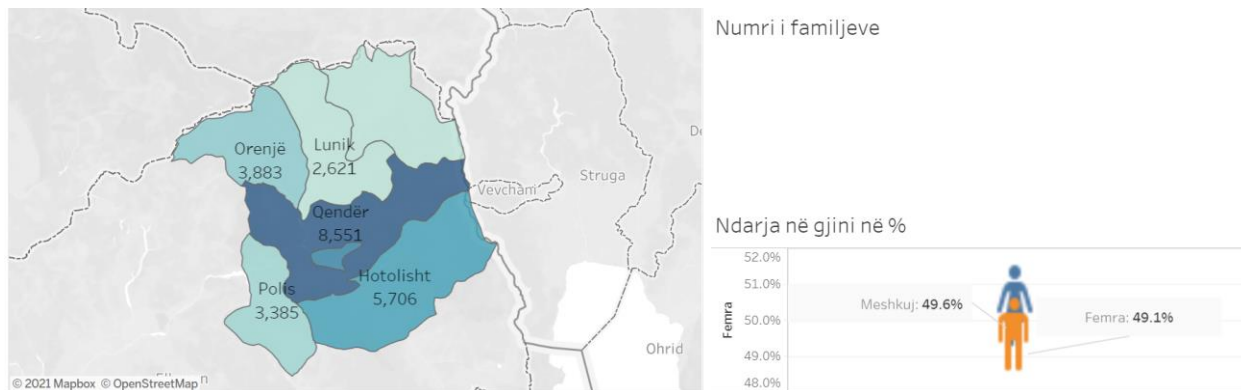 Orenjë
3,883
Lunik
2,621
Qendër
8,551
Hotolisht
5,706
Polis
3,385
Vevcham
Struga
Ohrid
© 2021 Mapbox © OpenStreetMap
Numri i familjeve
Ndarja në gjini në %
Femra
52.0%
51.0%
50.0%
49.0%
48.0%
Meshkuj: 49.6%
Femra: 49.1%